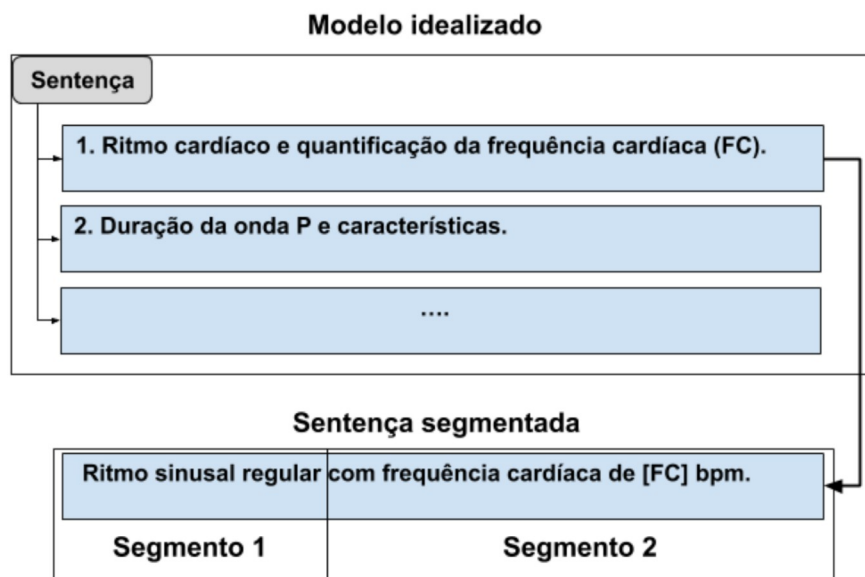 Modelo idealizado
Sentença
1. Ritmo cardíaco e quantificação da frequência cardíaca (FC).
2. Duração da onda P e características.
....
Sentença segmentada
Ritmo sinusal regular com frequência cardíaca de [FC] bpm.
Segmento 1
Segmento 2